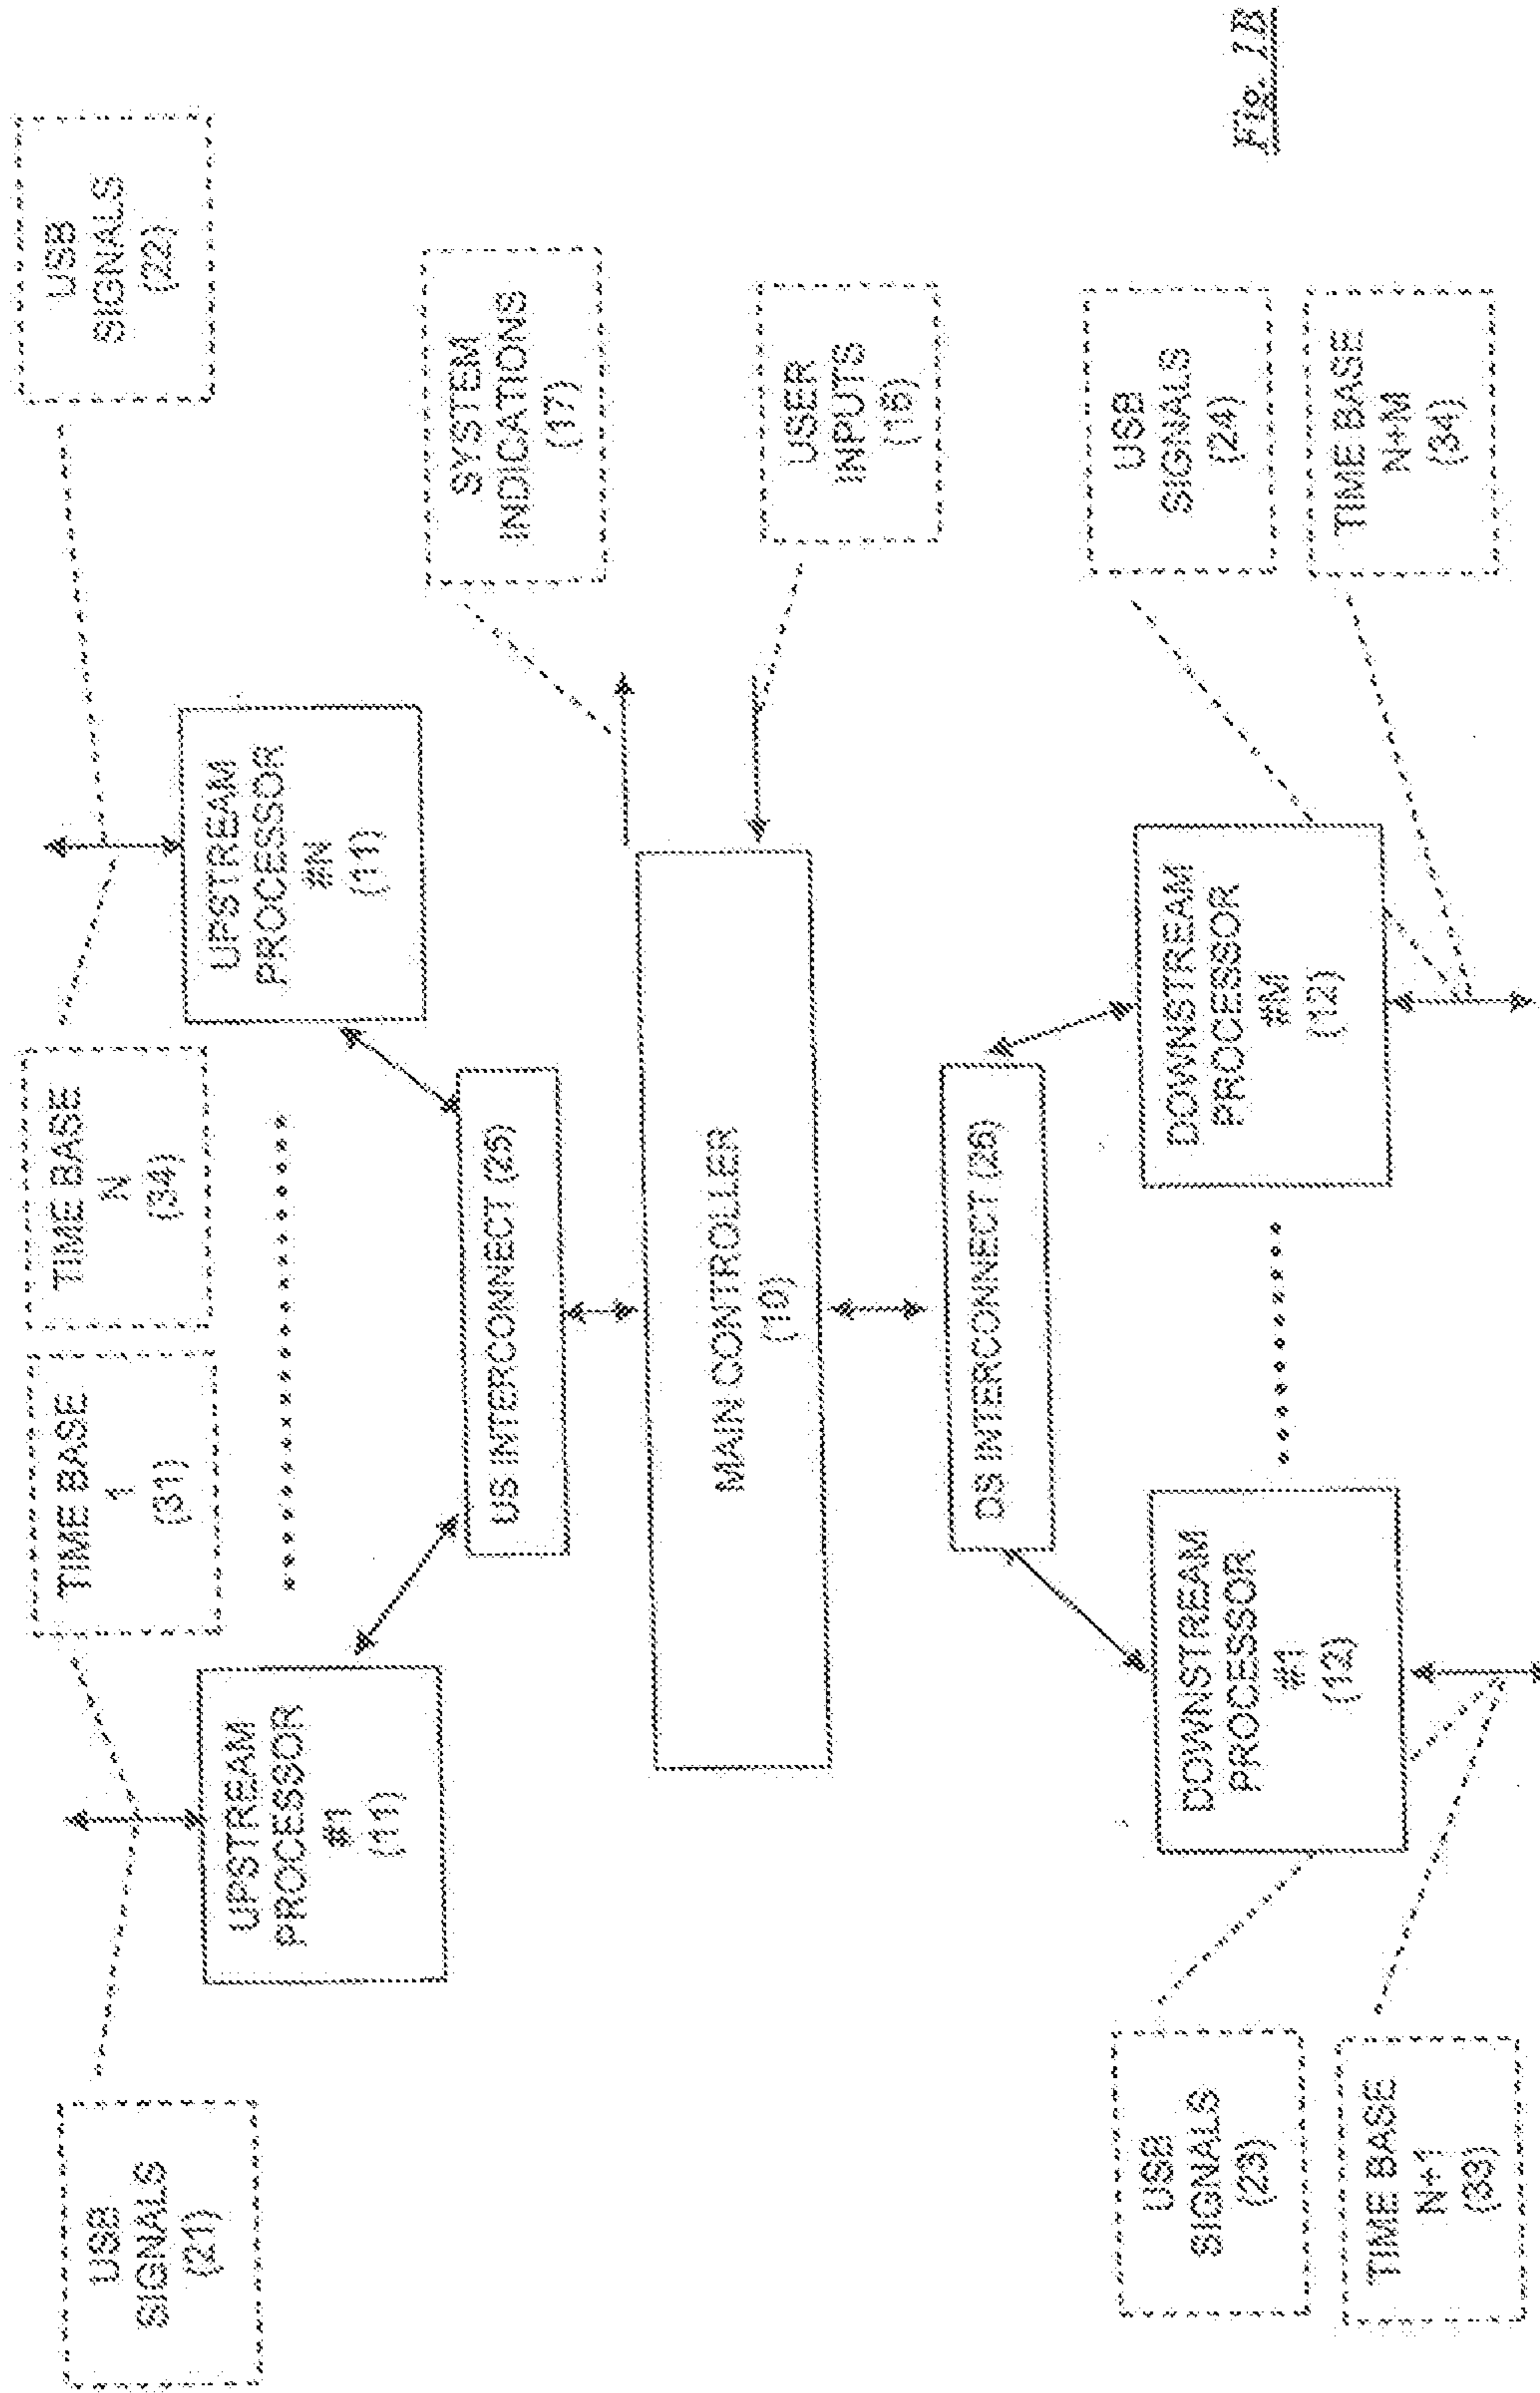 USB
SIGNALS
(21)
TIME BASE
1
(31)
TIME BASE
N
(34)
USB
SIGNALS
(22)
UPSTREAM
PROCESSOR
#1
(11)
UPSTREAM
PROCESSOR
#N
(11)
US INTERCONNECT (25)
SYSTEM
INDICATIONS
(17)
MAIN CONTROLLER
(10)
USER
INPUTS
(16)
DS INTERCONNECT (26)
DOWNSTREAM
PROCESSOR
#1
(12)
DOWNSTREAM
PROCESSOR
#M
(12)
USB
SIGNALS
(23)
USB
SIGNALS
(24)
TIME BASE
N+1
(33)
TIME BASE
N+M
(34)
Fig. 1B